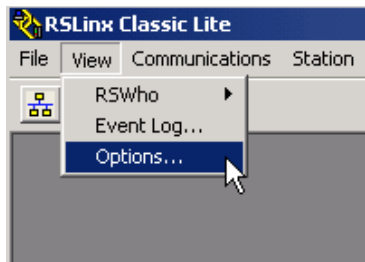 RSLinx Classic Lite
File View Communications Station
RSWho
Event Log...
Options...